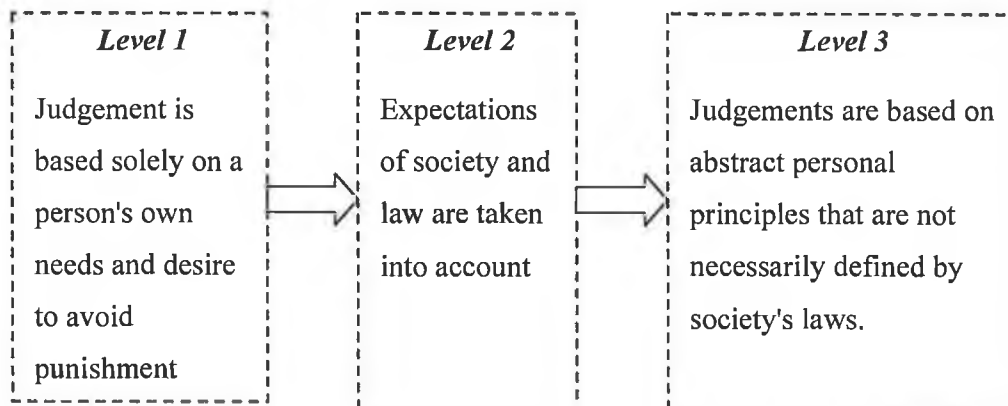 Level 1
Judgement is
based solely on a
person's own
needs and desire
to avoid
punishment
Level 2
Expectations
of society and
law are taken
into account
Level 3
Judgements are based on
abstract personal
principles that are not
necessarily defined by
society's laws.